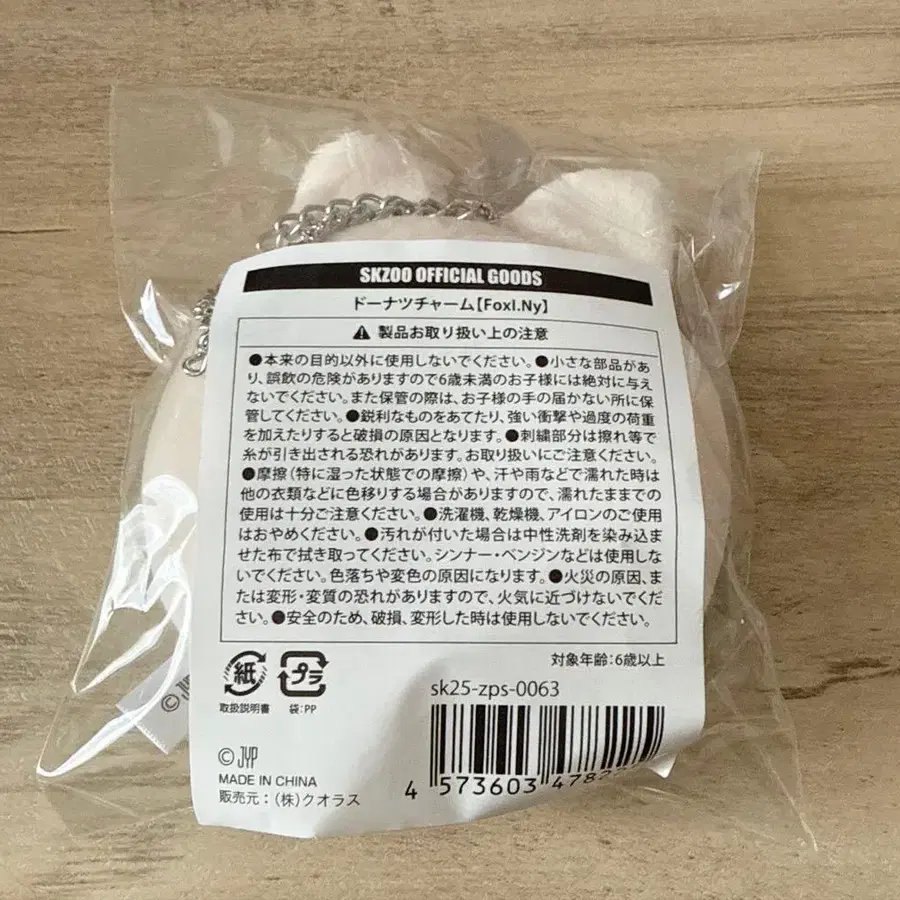 SKZOO OFFICIAL GOODS
ドーナツチャーム【FoxI.Ny】
製品お取り扱い上の注意
●本来の目的以外に使用しないでください。●小さな部品があ
り、誤飲の危険がありますので6歳未満のお子様には絶対に与え
ないでください。また保管の際は、お子様の手の届かない所に保
管してください。●鋭利なものをあてたり、強い衝撃や過度の荷重
を加えたりすると破損の原因となります。●刺繍部分は擦れ等で
糸が引き出される恐れがあります。お取り扱いにご注意ください。
●摩擦（特に湿った状態での摩擦）や、汗や雨などで濡れた時は
他の衣類などに色移りする場合がありますので、濡れたままでの
使用は十分ご注意ください。●洗濯機、乾燥機、アイロンのご使用
はおやめください。●汚れが付いた場合は中性洗剤を染み込ま
せた布で拭き取ってください。シンナー・ベンジンなどは使用しな
いでください。色落ちや変色の原因になります。●火災の原因、ま
たは変形・変質の恐れがありますので、火気に近づけないでくだ
さい。●安全のため、破損、変形した時は使用しないでください。
対象年齢：6歳以上
紙
プラ
取扱説明書
袋：PP
sk25-zps-0063
4 573603
© JYP
MADE IN CHINA
販売元：（株）クオラス
© JYP